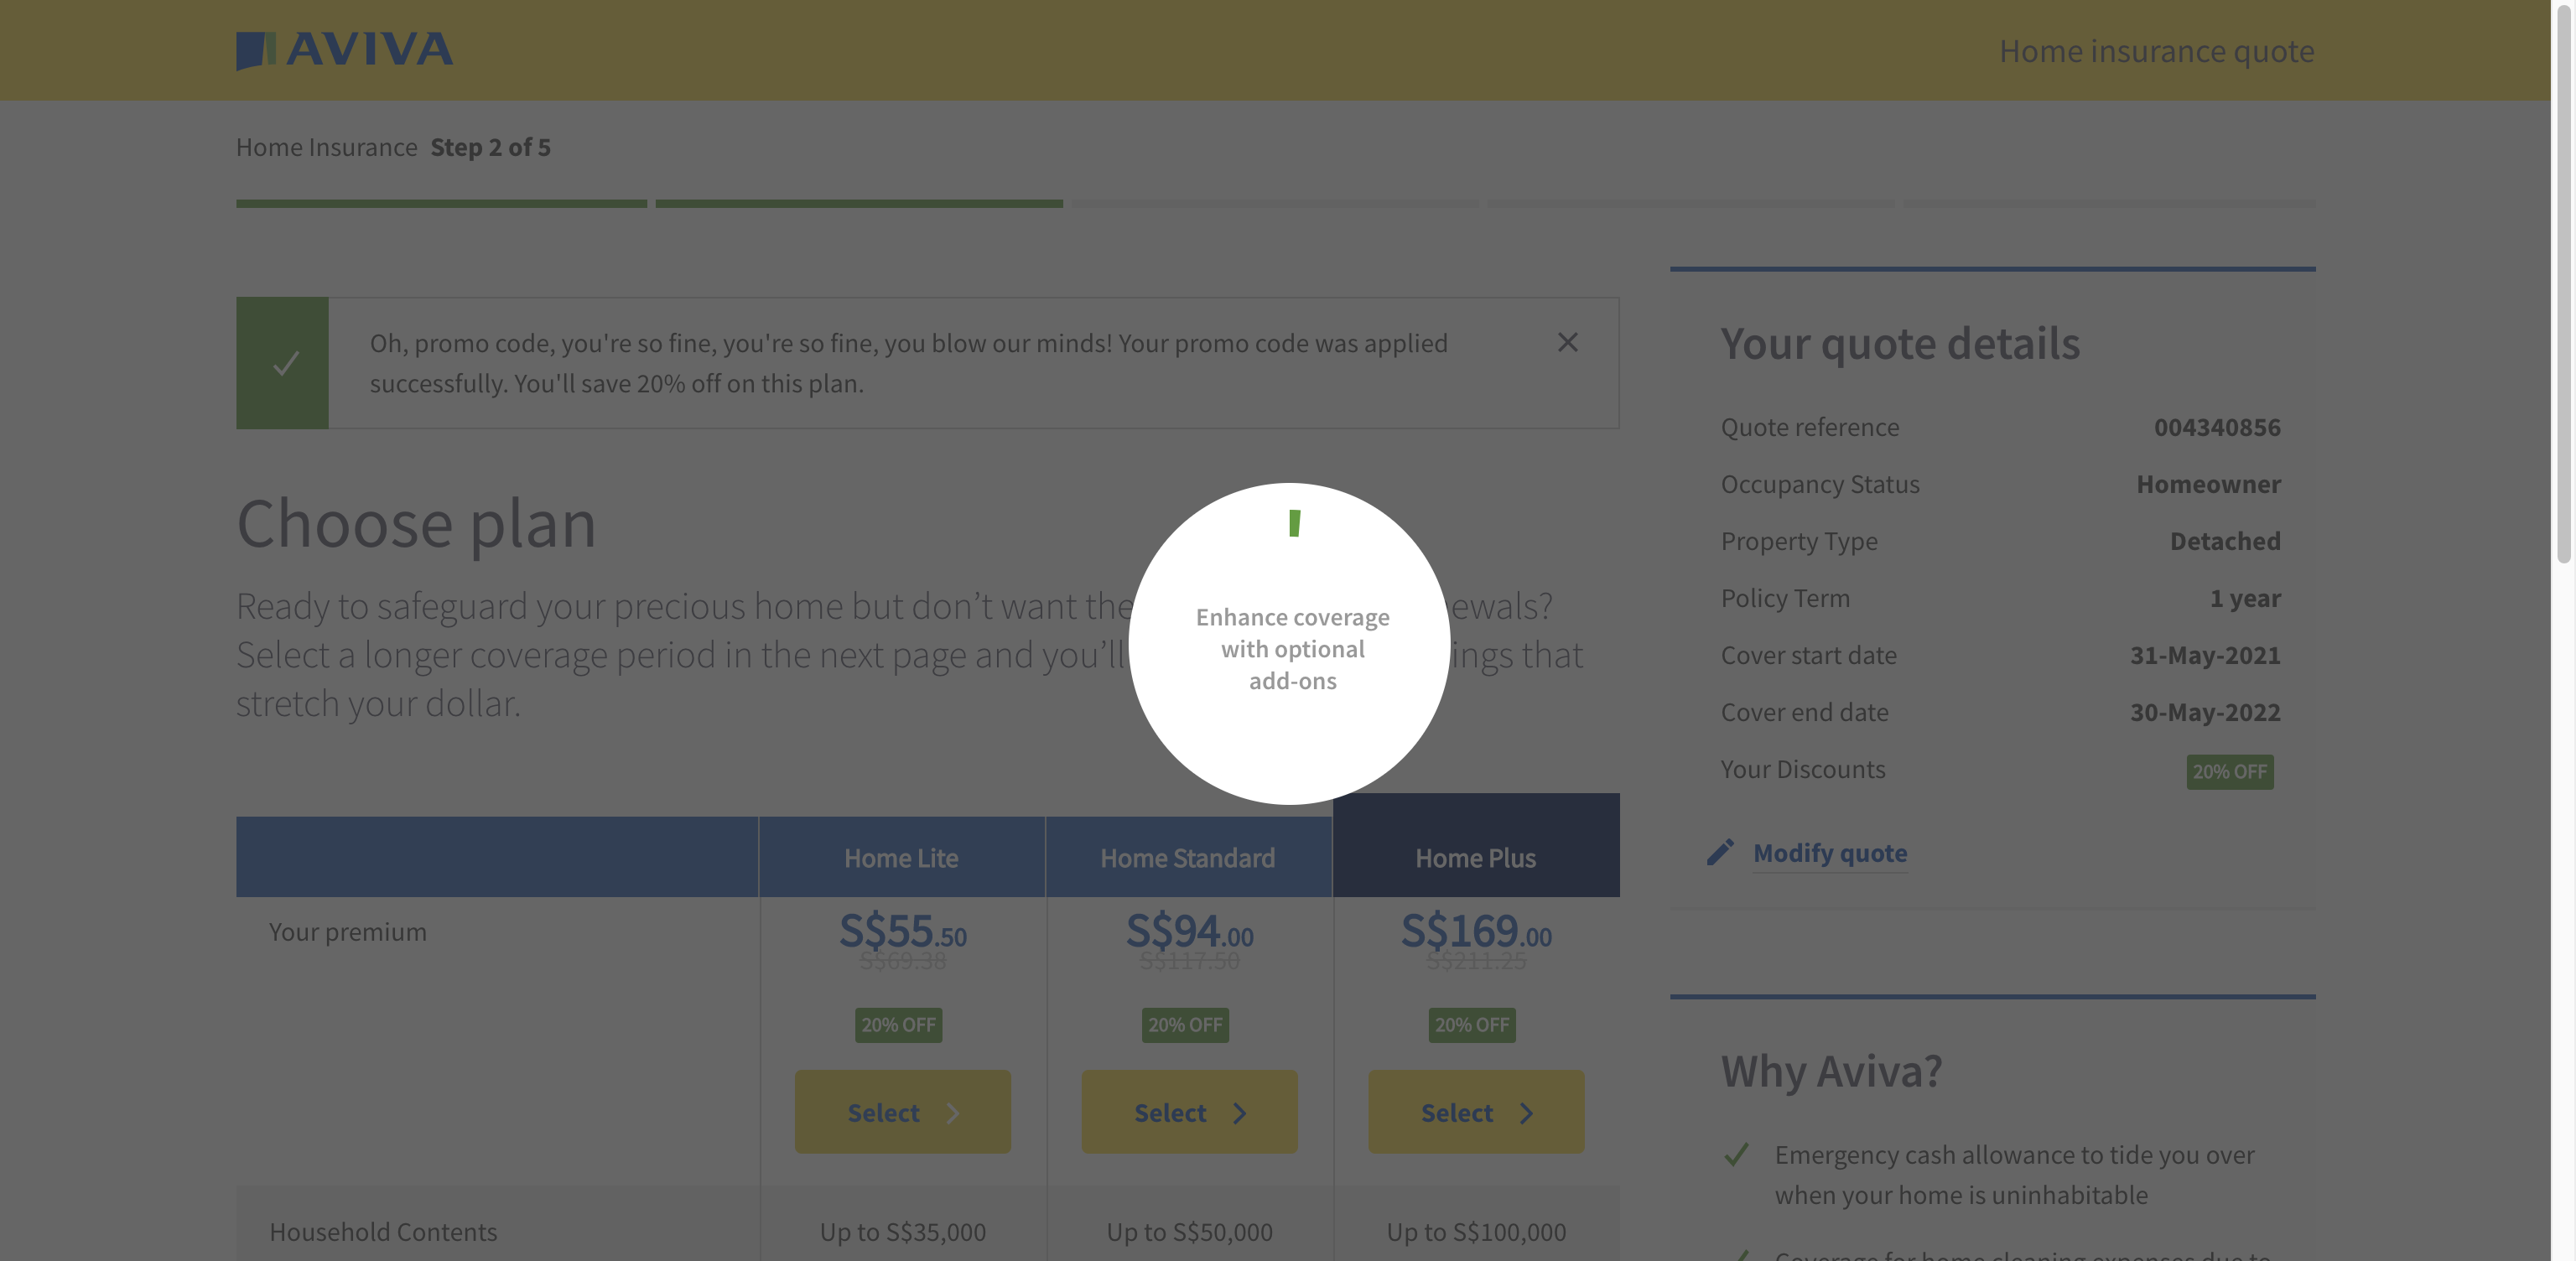 AVIVA
Home insurance quote
Home Insurance Step 2 of 5
Oh, promo code, you're so fine, you're so fine, you blow our minds! Your promo code was applied
successfully. You'll save 20% off on this plan.
Choose plan
Ready to safeguard your precious home but don’t want the ewals?
Select a longer coverage period in the next page and you’ll ings that
stretch your dollar.
Enhance coverage
with optional
add-ons
Home Lite Home Standard Home Plus
Your premium S$55.50 S$94.00 S$169.00
S$69.38 S$117.50 S$211.25
20% OFF 20% OFF 20% OFF
Select Select Select
Household Contents Up to S$35,000 Up to S$50,000 Up to S$100,000
Your quote details
Quote reference 004340856
Occupancy Status Homeowner
Property Type Detached
Policy Term 1 year
Cover start date 31-May-2021
Cover end date 30-May-2022
Your Discounts 20% OFF
Modify quote
Why Aviva?
Emergency cash allowance to tide you over
when your home is uninhabitable
Coverage for home cleaning expenses due to